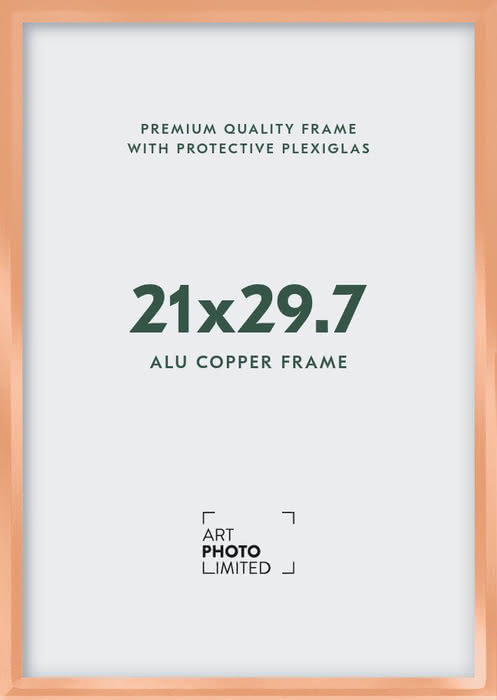 PREMIUM QUALITY FRAME
WITH PROTECTIVE PLEXIGLAS
21x29.7
ALU COPPER FRAME
ART
PHOTO
LIMITED